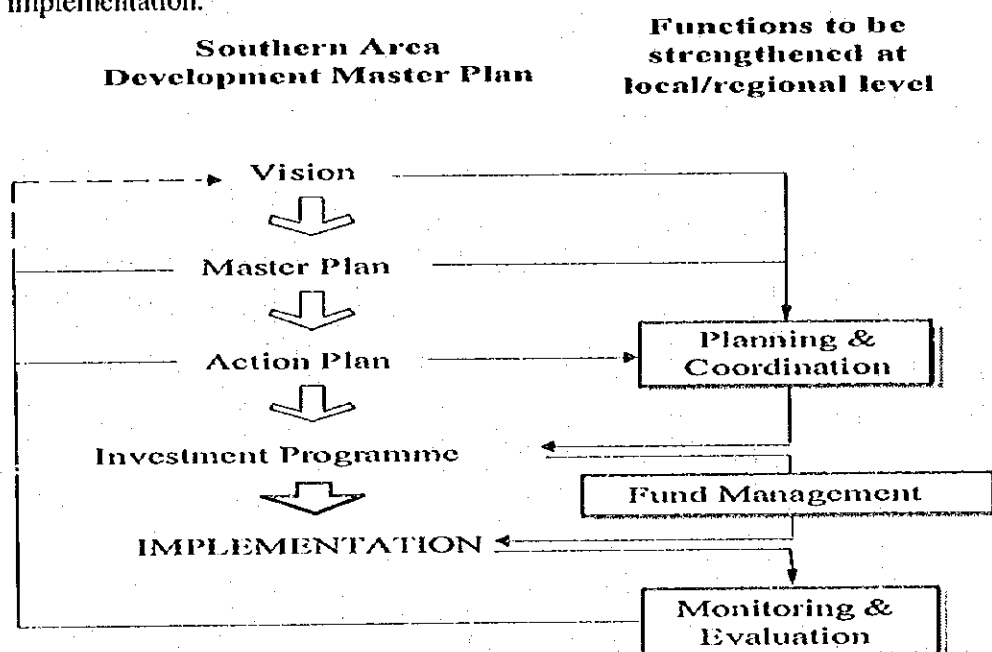 implementation.
Southern Area
Development Master Plan
Functions to be
strengthened at
local/regional level
Vision
Master Plan
Action Plan
Planning &
Coordination
Investment Programme
Fund Management
IMPLEMENTATION
Monitoring &
Evaluation